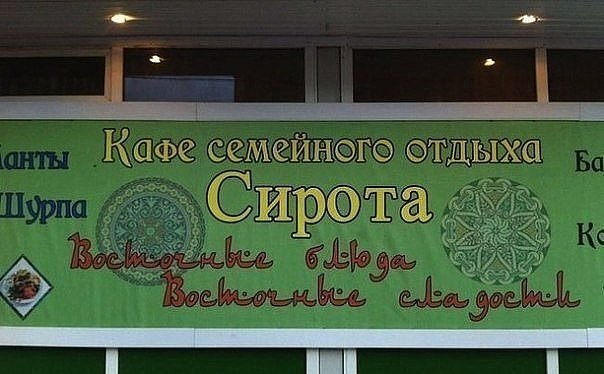 Кафе семейного отдыха
Сирота
Восточные блюда
Восточные сладости
Шурпа